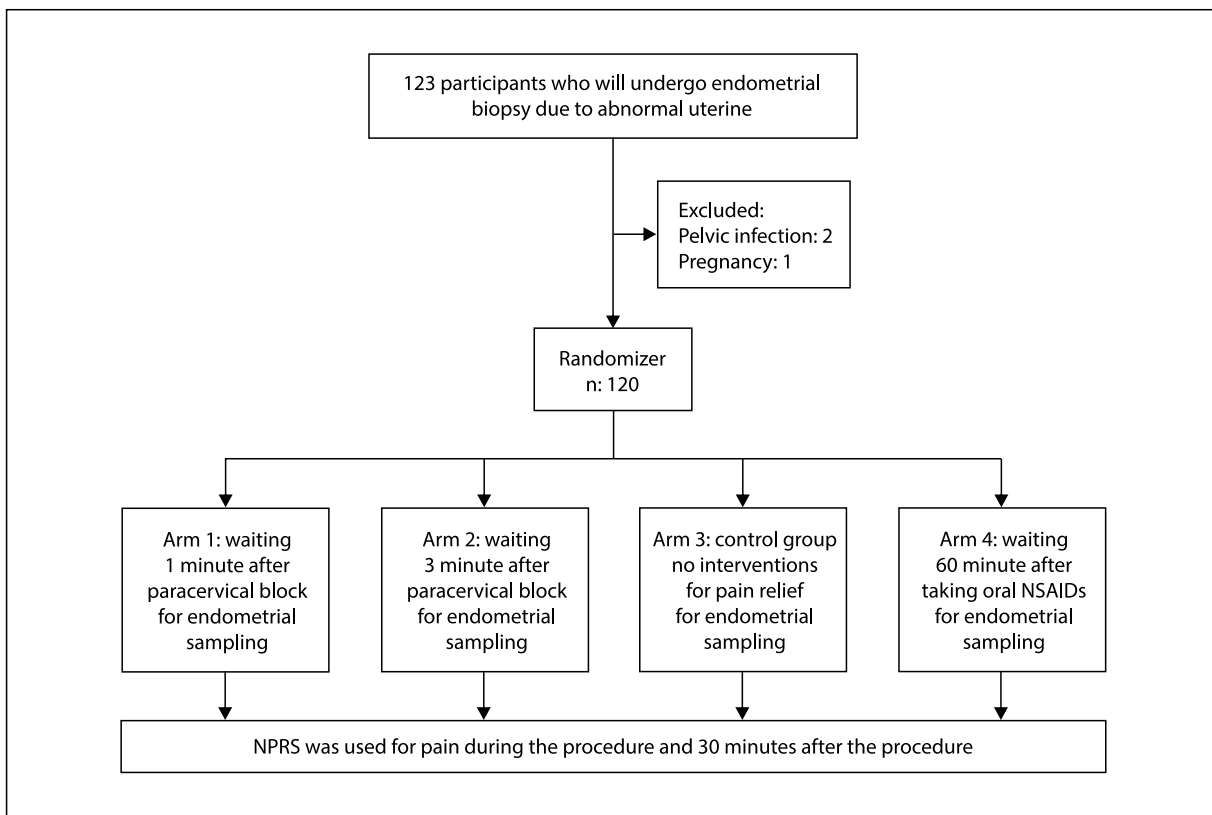 123 participants who will undergo endometrial
biopsy due to abnormal uterine
Excluded:
Pelvic infection: 2
Pregnancy: 1
Randomizer
n: 120
Arm 1: waiting
1 minute after
paracervical block
for endometrial
sampling
Arm 2: waiting
3 minute after
paracervical block
for endometrial
sampling
Arm 3: control group
no interventions
for pain relief
for endometrial
sampling
Arm 4: waiting
60 minute after
taking oral NSAIDs
for endometrial
sampling
NPRS was used for pain during the procedure and 30 minutes after the procedure